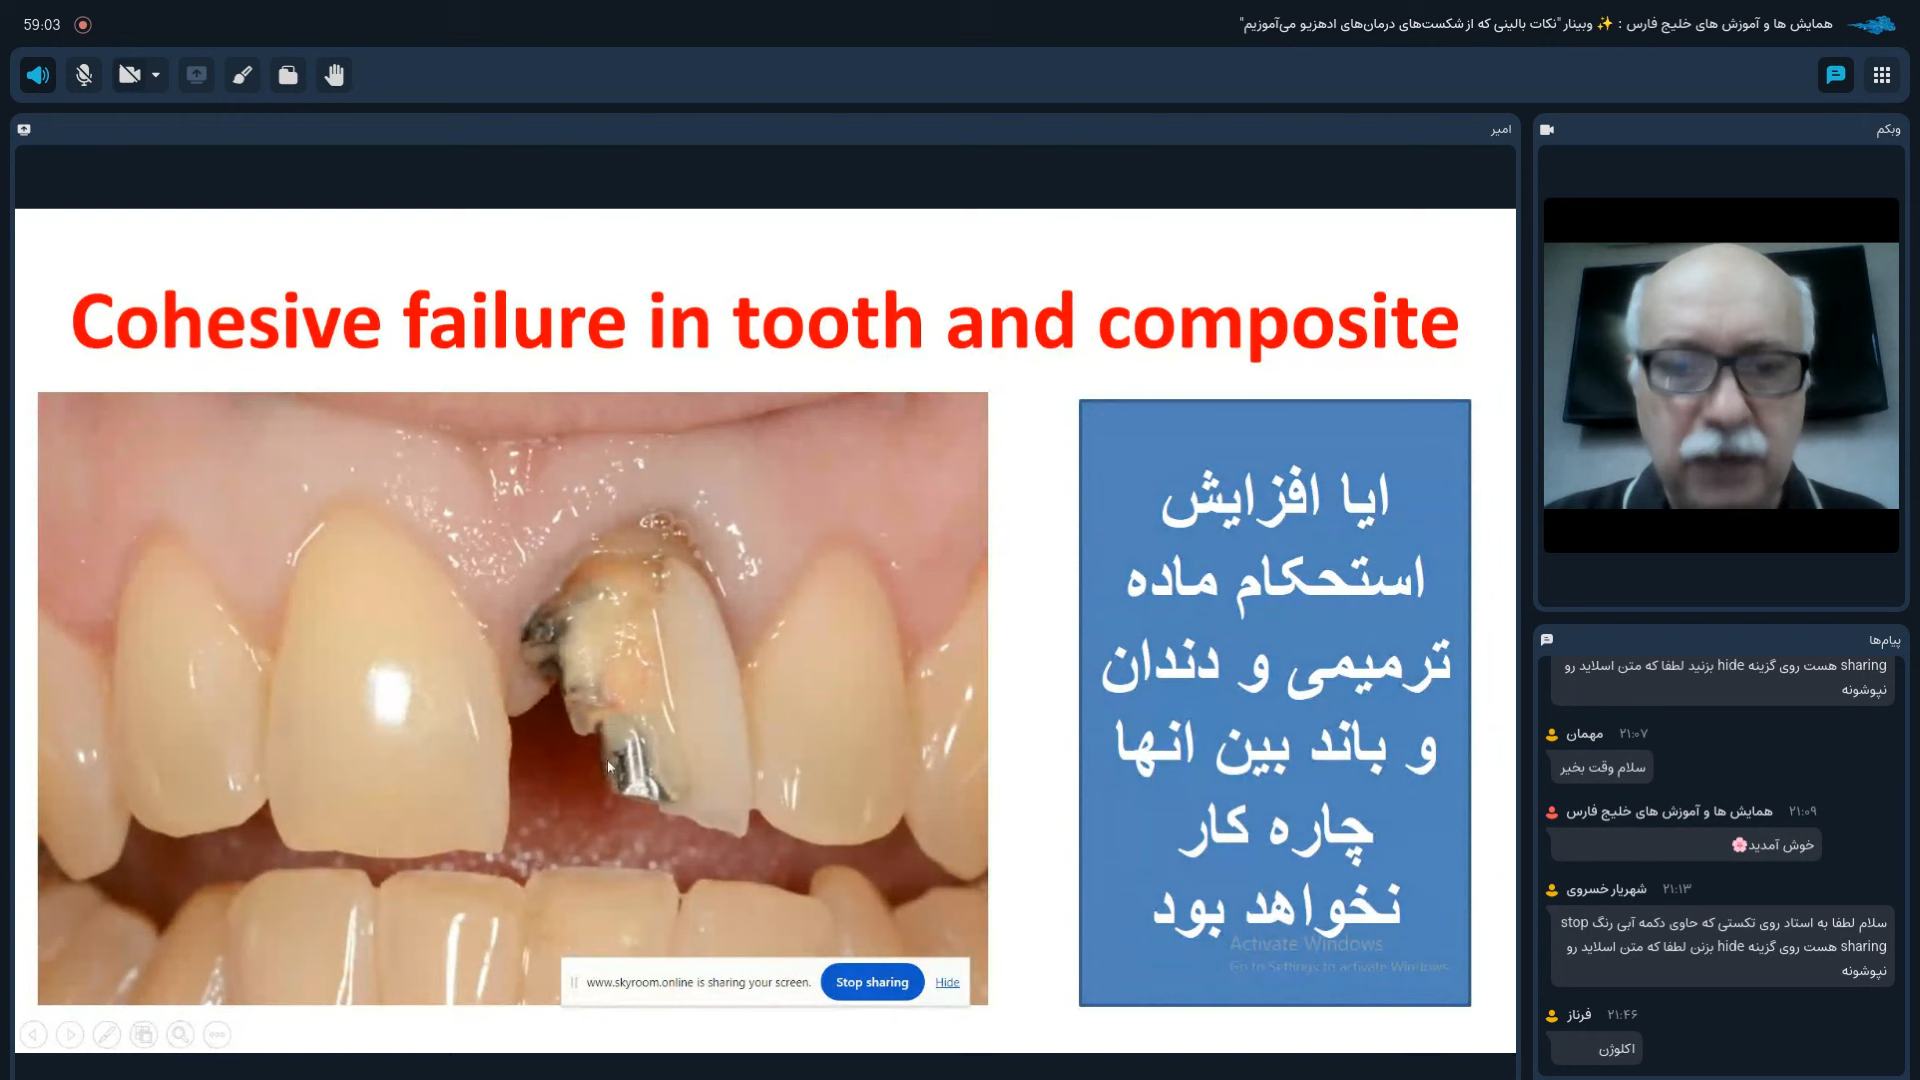 59:03
همایش ها و آموزش های خلیج فارس : ✨ وبینار "نکات بالینی که از شکست‌های درمان‌های ادهزیو می‌آموزیم"
امیر
Cohesive failure in tooth and composite
ایا افزایش
استحکام ماده
ترمیمی و دندان
و باند بین انها
چاره کار
نخواهد بود
Activate Windows
Go to Settings to activate Windows.
www.skyroom.online is sharing your screen.
Stop sharing
Hide
وبکم
پیام‌ها
sharing هست روی گزینه hide بزنید لطفا که متن اسلاید رو
نپوشونه
مهمان ۲۱:۰۷
سلام وقت بخیر
همایش ها و آموزش های خلیج فارس ۲۱:۰۹
خوش آمدید🌸
شهریار خسروی ۲۱:۱۳
سلام لطفا به استاد روی تکستی که حاوی دکمه آبی رنگ stop
sharing هست روی گزینه hide بزنن لطفا که متن اسلاید رو
نپوشونه
فرناز ۲۱:۴۶
اکلوژن